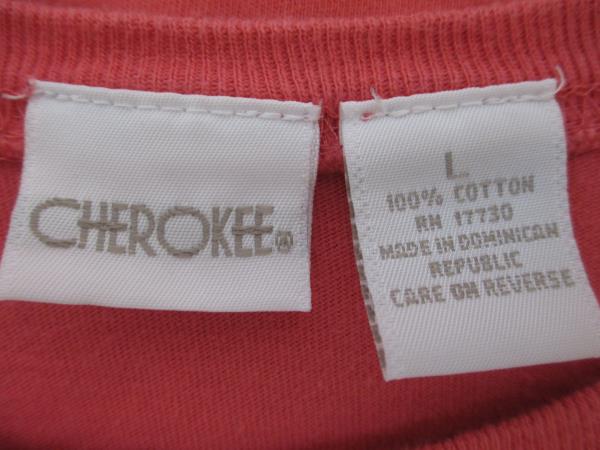 CHEROKEE®
L
100% COTTON
RN 17730
MADE IN DOMINICAN
REPUBLIC
CARE ON REVERSE